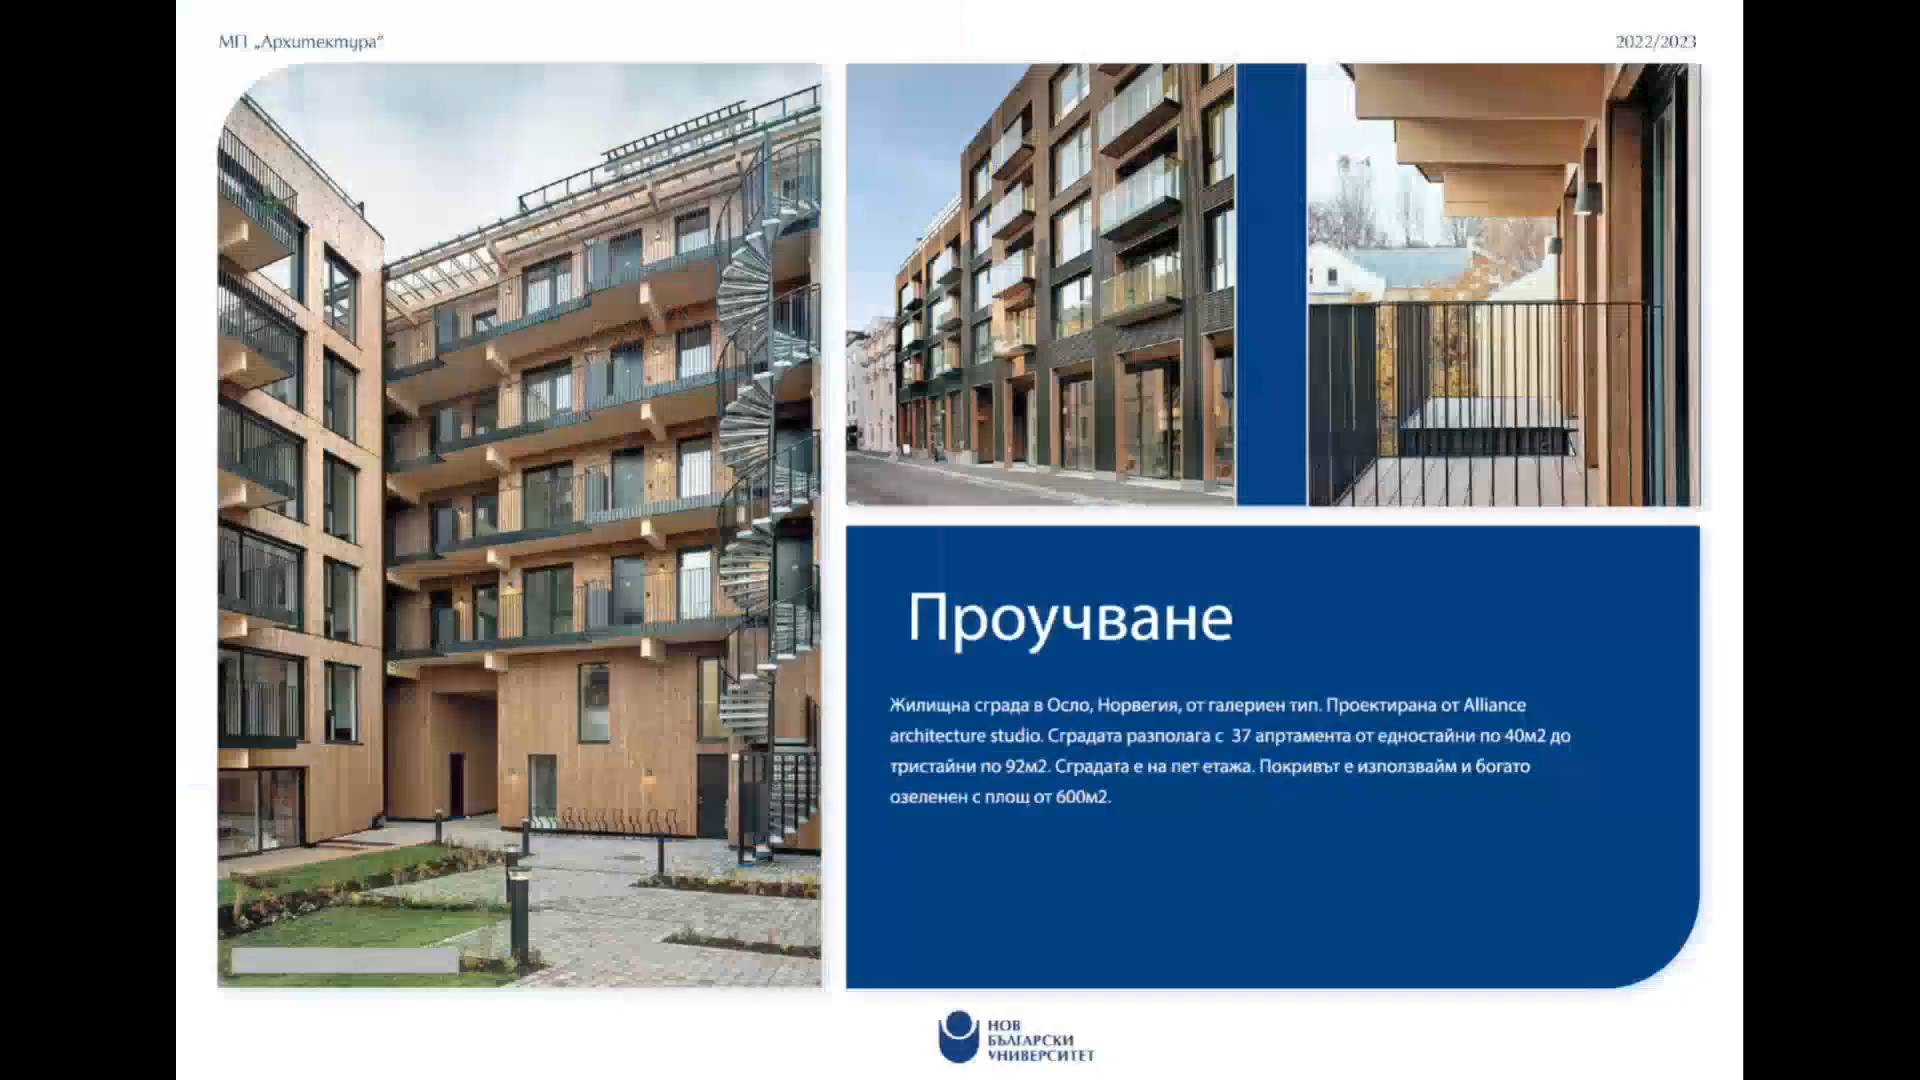 МП „Архитектура“
2022/2023
Проучване
Жилищна сграда в Осло, Норвегия, от галериен тип. Проектирана от Alliance
architecture studio. Сградата разполага с 37 апртамента от едностайни по 40м2 до
тристайни по 92м2. Сградата е на пет етажа. Покривът е използвайм и богато
озеленен с площ от 600м2.
НОВ
БЪЛГАРСКИ
УНИВЕРСИТЕТ